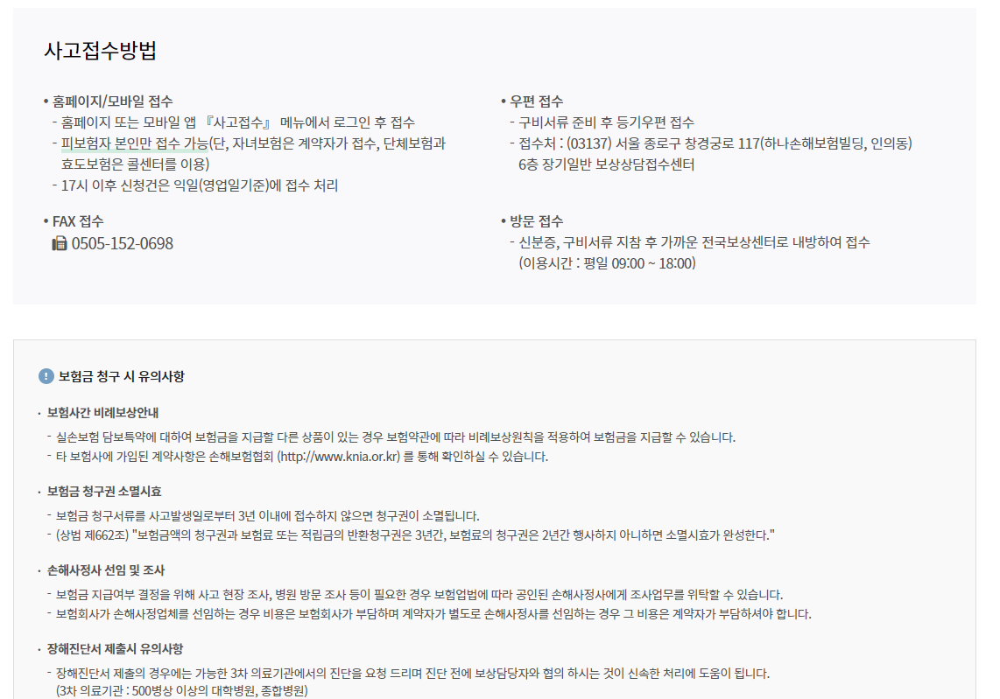 사고접수방법
• 홈페이지/모바일 접수
- 홈페이지 또는 모바일 앱 『사고접수』 메뉴에서 로그인 후 접수
- 피보험자 본인만 접수 가능(단, 자녀보험은 계약자가 접수, 단체보험과
효도보험은 콜센터를 이용)
- 17시 이후 신청건은 익일(영업일기준)에 접수 처리
• 우편 접수
- 구비서류 준비 후 등기우편 접수
- 접수처 : (03137) 서울 종로구 창경궁로 117(하나손해보험빌딩, 인의동)
6층 장기일반 보상상담접수센터
• FAX 접수
0505-152-0698
• 방문 접수
- 신분증, 구비서류 지참 후 가까운 전국보상센터로 내방하여 접수
(이용시간 : 평일 09:00 ~ 18:00)
! 보험금 청구 시 유의사항
· 보험사간 비례보상안내
- 실손보험 담보특약에 대하여 보험금을 지급할 다른 상품이 있는 경우 보험약관에 따라 비례보상원칙을 적용하여 보험금을 지급할 수 있습니다.
- 타 보험사에 가입된 계약사항은 손해보험협회 (http://www.knia.or.kr) 를 통해 확인하실 수 있습니다.
· 보험금 청구권 소멸시효
- 보험금 청구서류를 사고발생일로부터 3년 이내에 접수하지 않으면 청구권이 소멸됩니다.
- (상법 제662조) "보험금액의 청구권과 보험료 또는 적립금의 반환청구권은 3년간, 보험료의 청구권은 2년간 행사하지 아니하면 소멸시효가 완성한다."
· 손해사정사 선임 및 조사
- 보험금 지급여부 결정을 위해 사고 현장 조사, 병원 방문 조사 등이 필요한 경우 보험업법에 따라 공인된 손해사정사에게 조사업무를 위탁할 수 있습니다.
- 보험회사가 손해사정업체를 선임하는 경우 비용은 보험회사가 부담하며 계약자가 별도로 손해사정사를 선임하는 경우 그 비용은 계약자가 부담하셔야 합니다.
· 장해진단서 제출시 유의사항
- 장해진단서 제출의 경우에는 가능한 3차 의료기관에서의 진단을 요청 드리며 진단 전에 보상담당자와 협의 하시는 것이 신속한 처리에 도움이 됩니다.
(3차 의료기관 : 500병상 이상의 대학병원, 종합병원)